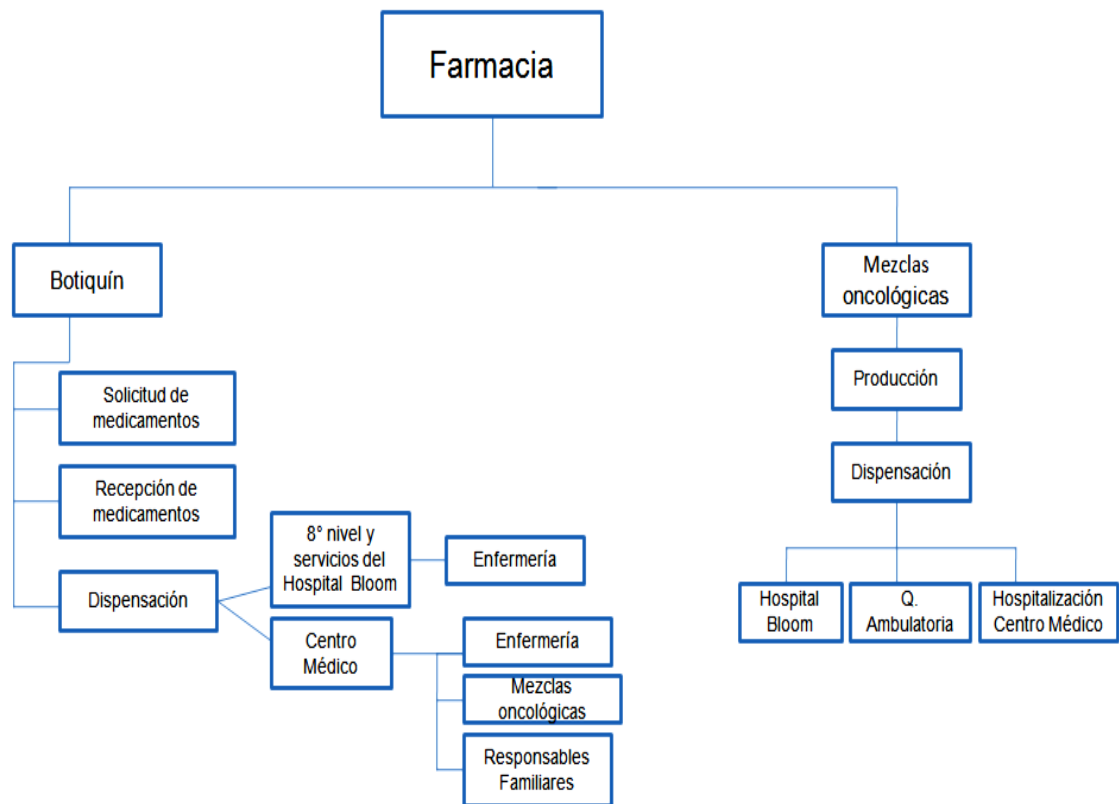 Farmacia
Botiquín
Mezclas
oncológicas
Solicitud de
medicamentos
Producción
Recepción de
medicamentos
Dispensación
8° nivel y
servicios del
Hospital Bloom
Enfermería
Dispensación
Hospital
Bloom
Q.
Ambulatoria
Hospitalización
Centro Médico
Centro
Médico
Enfermería
Mezclas
oncológicas
Responsables
Familiares